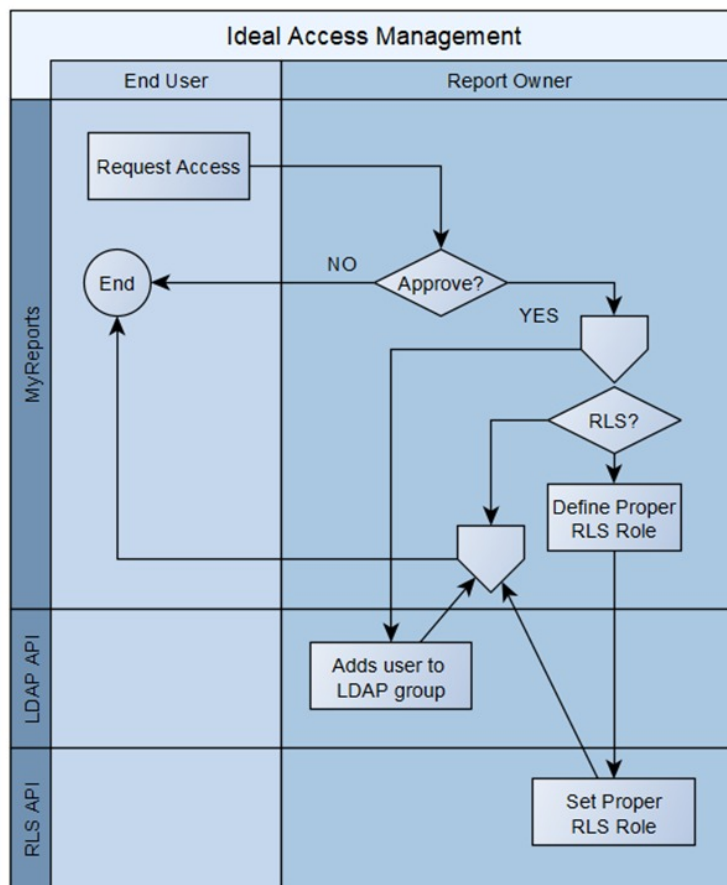 Ideal Access Management
End User
Report Owner
MyReports
Request Access
End
NO
Approve?
YES
RLS?
Define Proper
RLS Role
LDAP API
Adds user to
LDAP group
RLS API
Set Proper
RLS Role